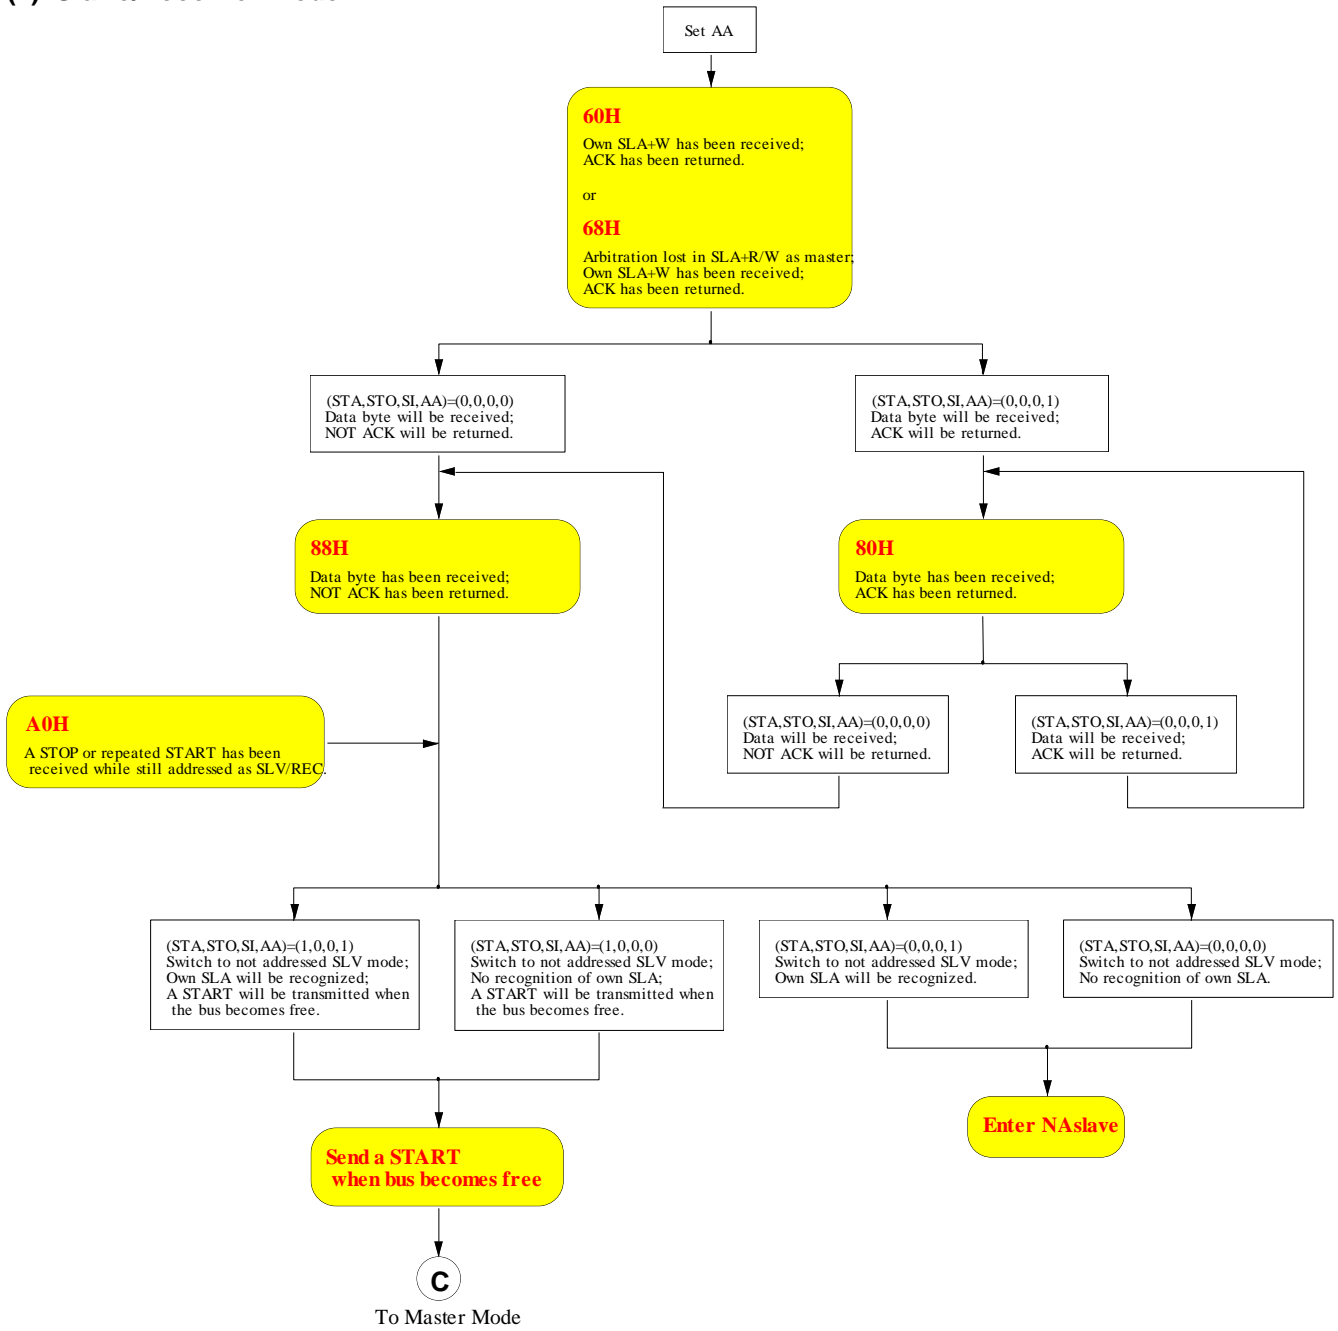 Set AA
60H
Own SLA+W has been received;
ACK has been returned.
or
68H
Arbitration lost in SLA+R/W as master;
Own SLA+W has been received;
ACK has been returned.
(STA,STO,SI,AA)=(0,0,0,0)
Data byte will be received;
NOT ACK will be returned.
(STA,STO,SI,AA)=(0,0,0,1)
Data byte will be received;
ACK will be returned.
88H
Data byte has been received;
NOT ACK has been returned.
80H
Data byte has been received;
ACK has been returned.
(STA,STO,SI,AA)=(0,0,0,0)
Data will be received;
NOT ACK will be returned.
(STA,STO,SI,AA)=(0,0,0,1)
Data will be received;
ACK will be returned.
A0H
A STOP or repeated START has been
received while still addressed as SLV/REC.
(STA,STO,SI,AA)=(1,0,0,1)
Switch to not addressed SLV mode;
Own SLA will be recognized;
A START will be transmitted when
the bus becomes free.
(STA,STO,SI,AA)=(1,0,0,0)
Switch to not addressed SLV mode;
No recognition of own SLA;
A START will be transmitted when
the bus becomes free.
(STA,STO,SI,AA)=(0,0,0,1)
Switch to not addressed SLV mode;
Own SLA will be recognized.
(STA,STO,SI,AA)=(0,0,0,0)
Switch to not addressed SLV mode;
No recognition of own SLA.
Enter NAslave
Send a START
when bus becomes free
C
To Master Mode